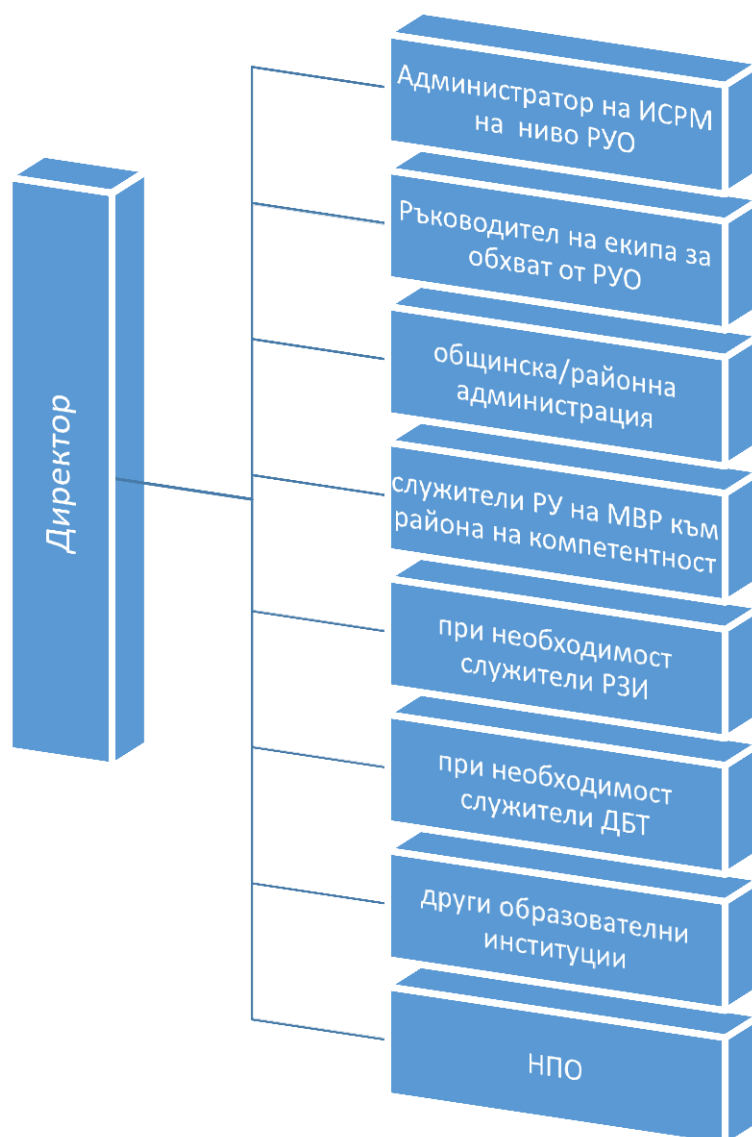 Директор
Администратор на ИСРМ
на ниво РУО
Ръководител на екипа за
обхват от РУО
общинска/районна
администрация
служители РУ на МВР към
района на компетентност
при необходимост
служители РЗИ
при необходимост
служители ДБТ
други образователни
институции
НПО